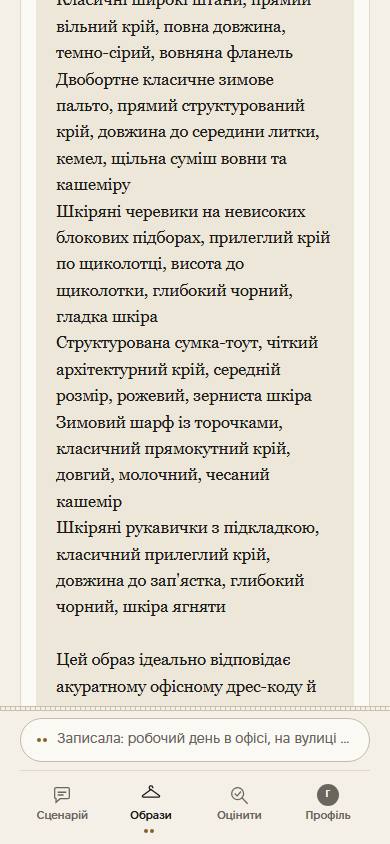 Класичні широкі штани, прямий
вільний крій, повна довжина,
темно-сірий, вовняна фланель
Двобортне класичне зимове
пальто, прямий структурований
крій, довжина до середини литки,
кемел, щільна суміш вовни та
кашеміру
Шкіряні черевики на невисоких
блокових підборах, прилеглий крій
по щиколотці, висота до
щиколотки, глибокий чорний,
гладка шкіра
Структурована сумка-тоут, чіткий
архітектурний крій, середній
розмір, рожевий, зерниста шкіра
Зимовий шарф із торочками,
класичний прямокутний крій,
довгий, молочний, чесаний
кашемір
Шкіряні рукавички з підкладкою,
класичний прилеглий крій,
довжина до зап'ястка, глибокий
чорний, шкіра ягняти
Цей образ ідеально відповідає
акуратному офісному дрес-коду й
Записала: робочий день в офісі, на вулиці ...
Сценарій
Образи
Оцінити
Г
Профіль